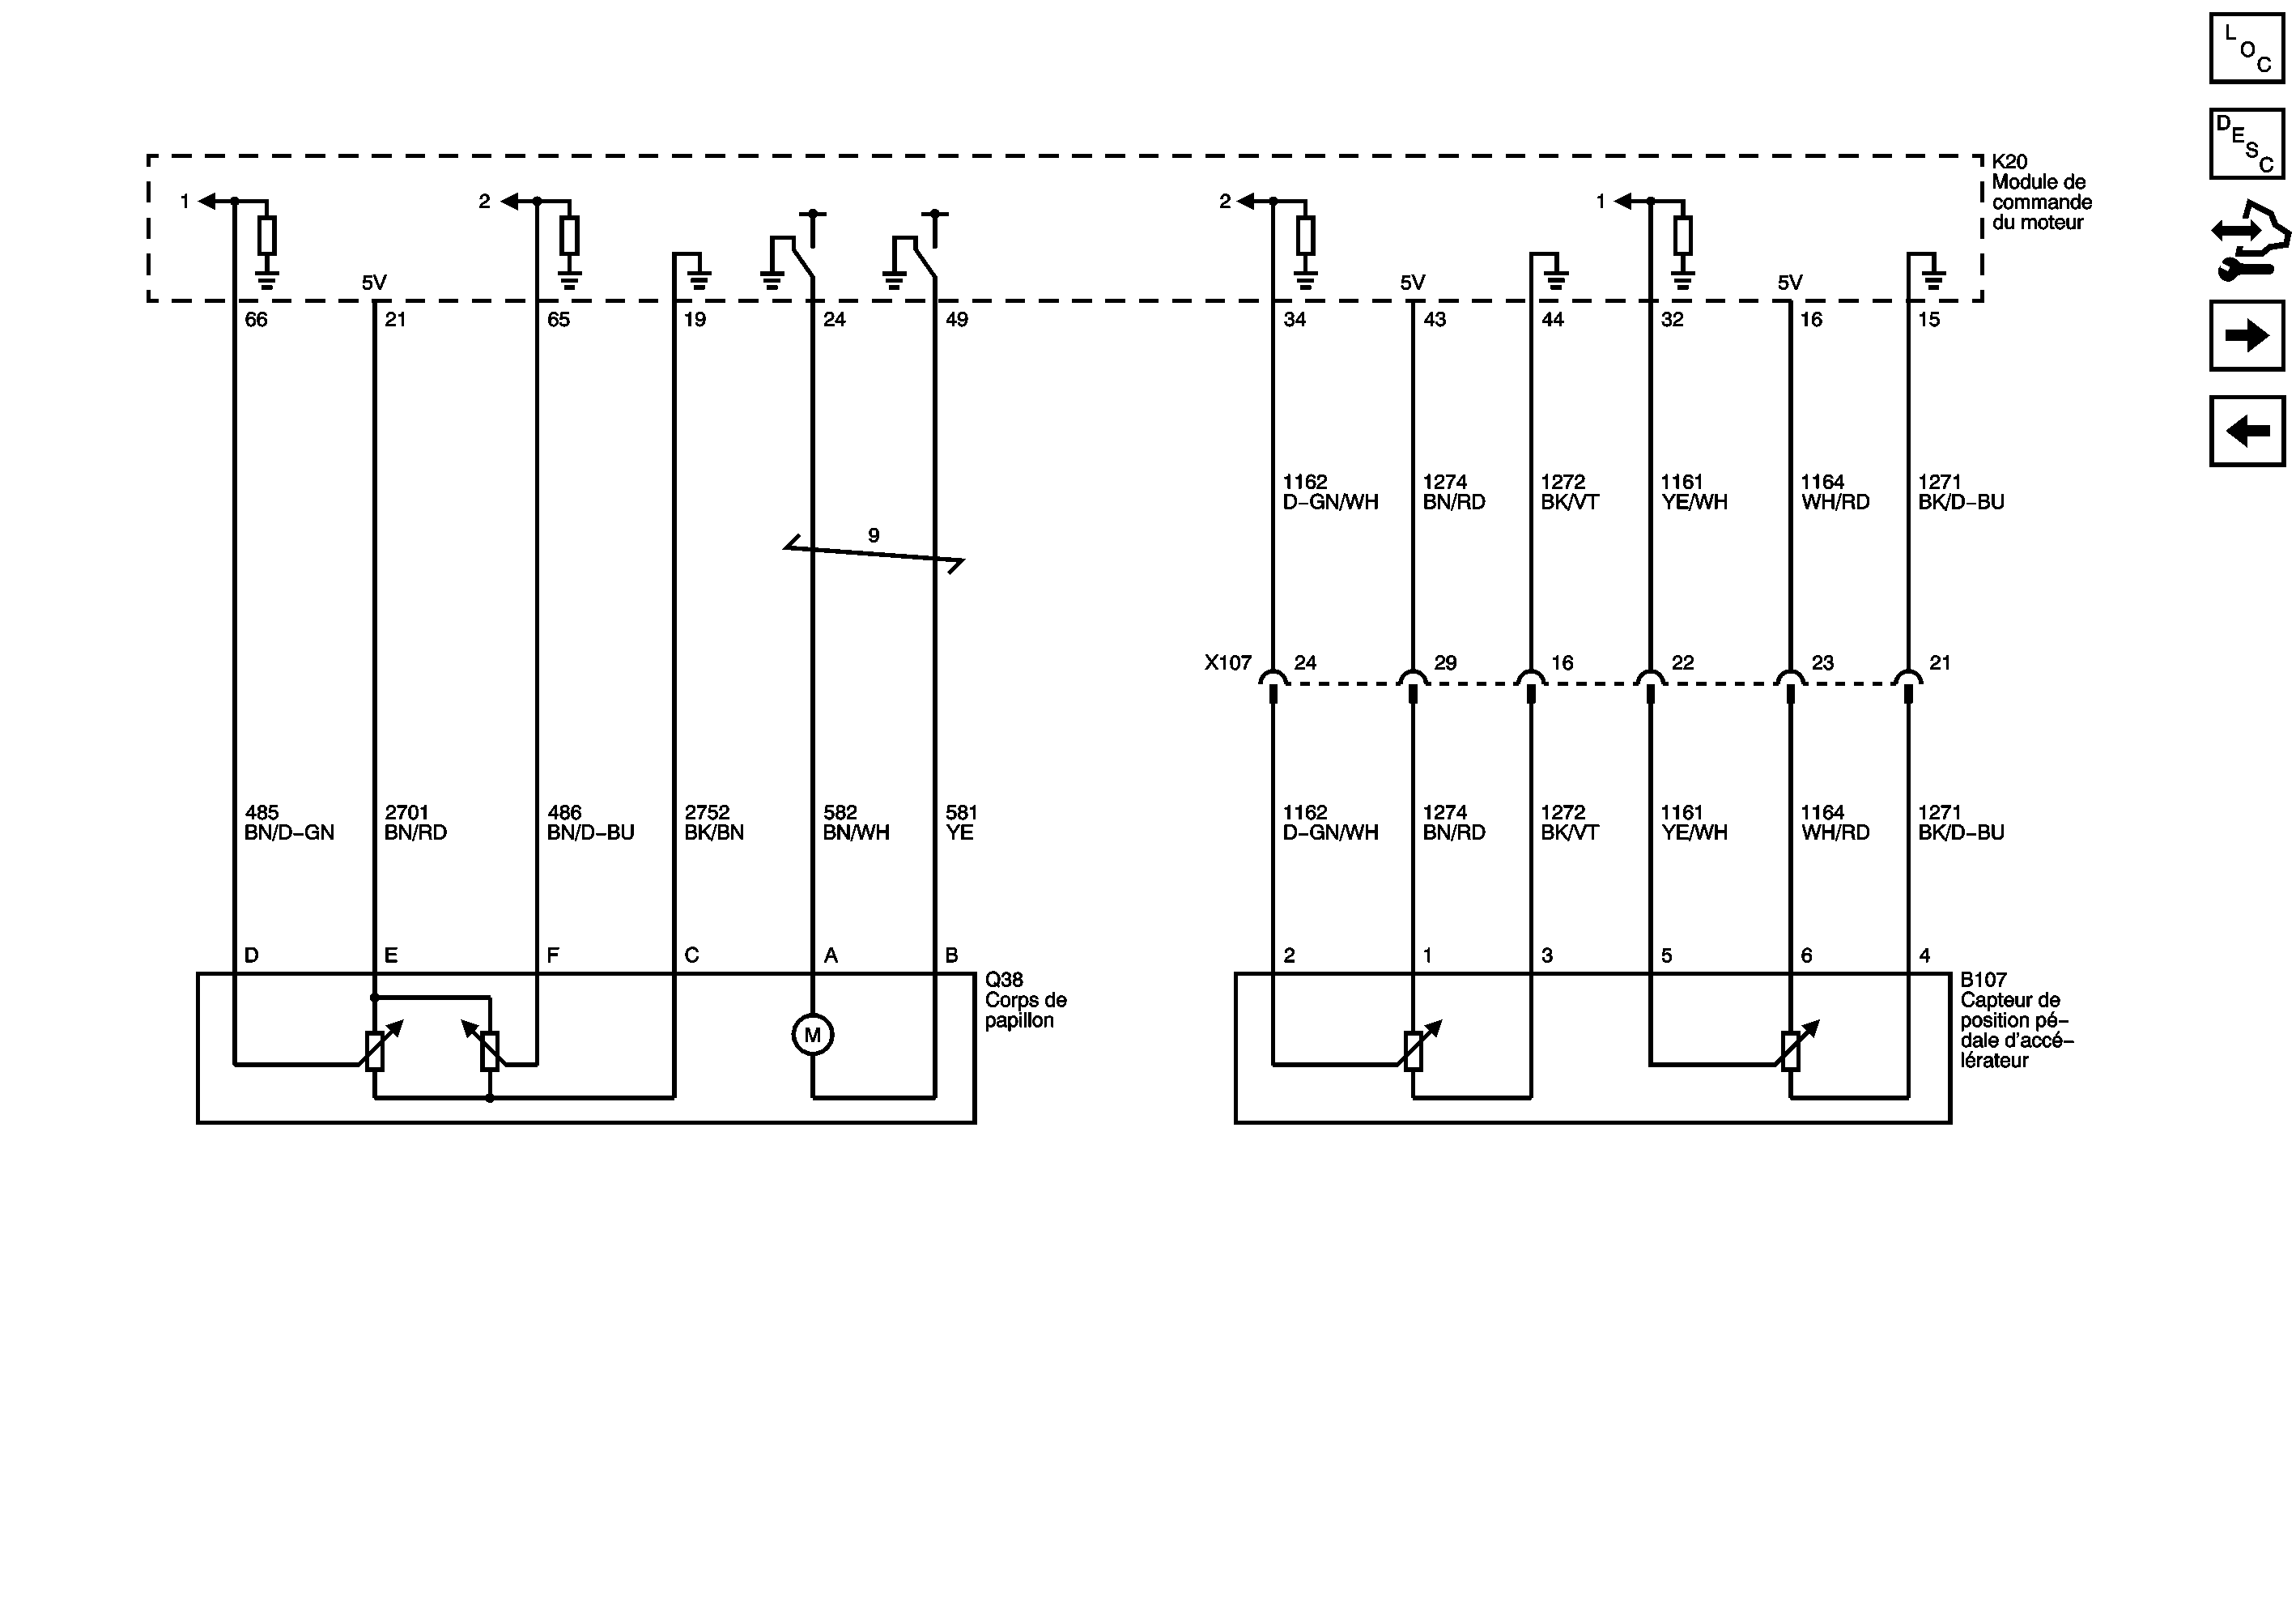 L
O
C
D
E
S
C
K20
Module de
commande
du moteur
1
2
2
1
5V
5V
5V
66
21
65
19
24
49
34
43
44
32
16
15
1162
D-GN/WH
1274
BN/RD
1272
BK/VT
1161
YE/WH
1164
WH/RD
1271
BK/D-BU
9
X107
24
29
16
22
23
21
485
BN/D-GN
2701
BN/RD
486
BN/D-BU
2752
BK/BN
582
BN/WH
581
YE
1162
D-GN/WH
1274
BN/RD
1272
BK/VT
1161
YE/WH
1164
WH/RD
1271
BK/D-BU
D
E
F
C
A
B
2
1
3
5
6
4
Q38
Corps de
papillon
M
B107
Capteur de
position pé-
dale d'accé-
lérateur